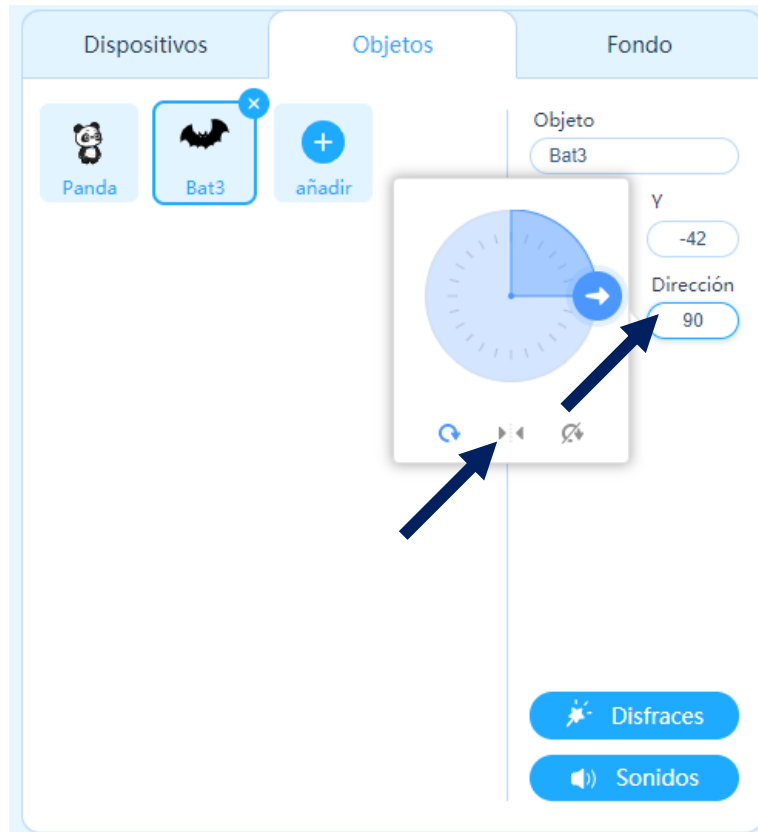 Dispositivos
Objetos
Fondo
Panda
Bat3
añadir
Objeto
Bat3
Y
-42
Dirección
90
Disfraces
Sonidos